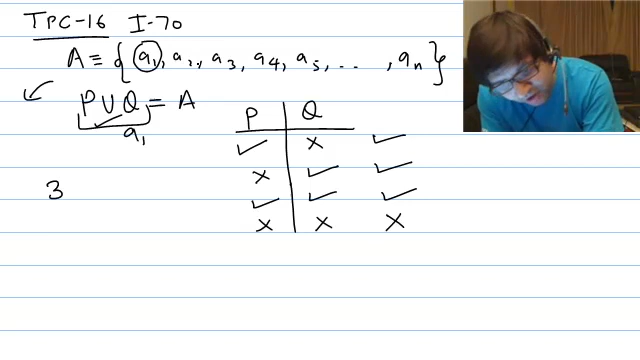 TPC-16 I-70
A ≡ { a₁, a₂, a₃, a₄, a₅, ... , aₙ }
↙ P ∪ Q = A
a₁
P Q
✓ × ✓
× ✓ ✓
3
✓ ✓ ✓
× × ×